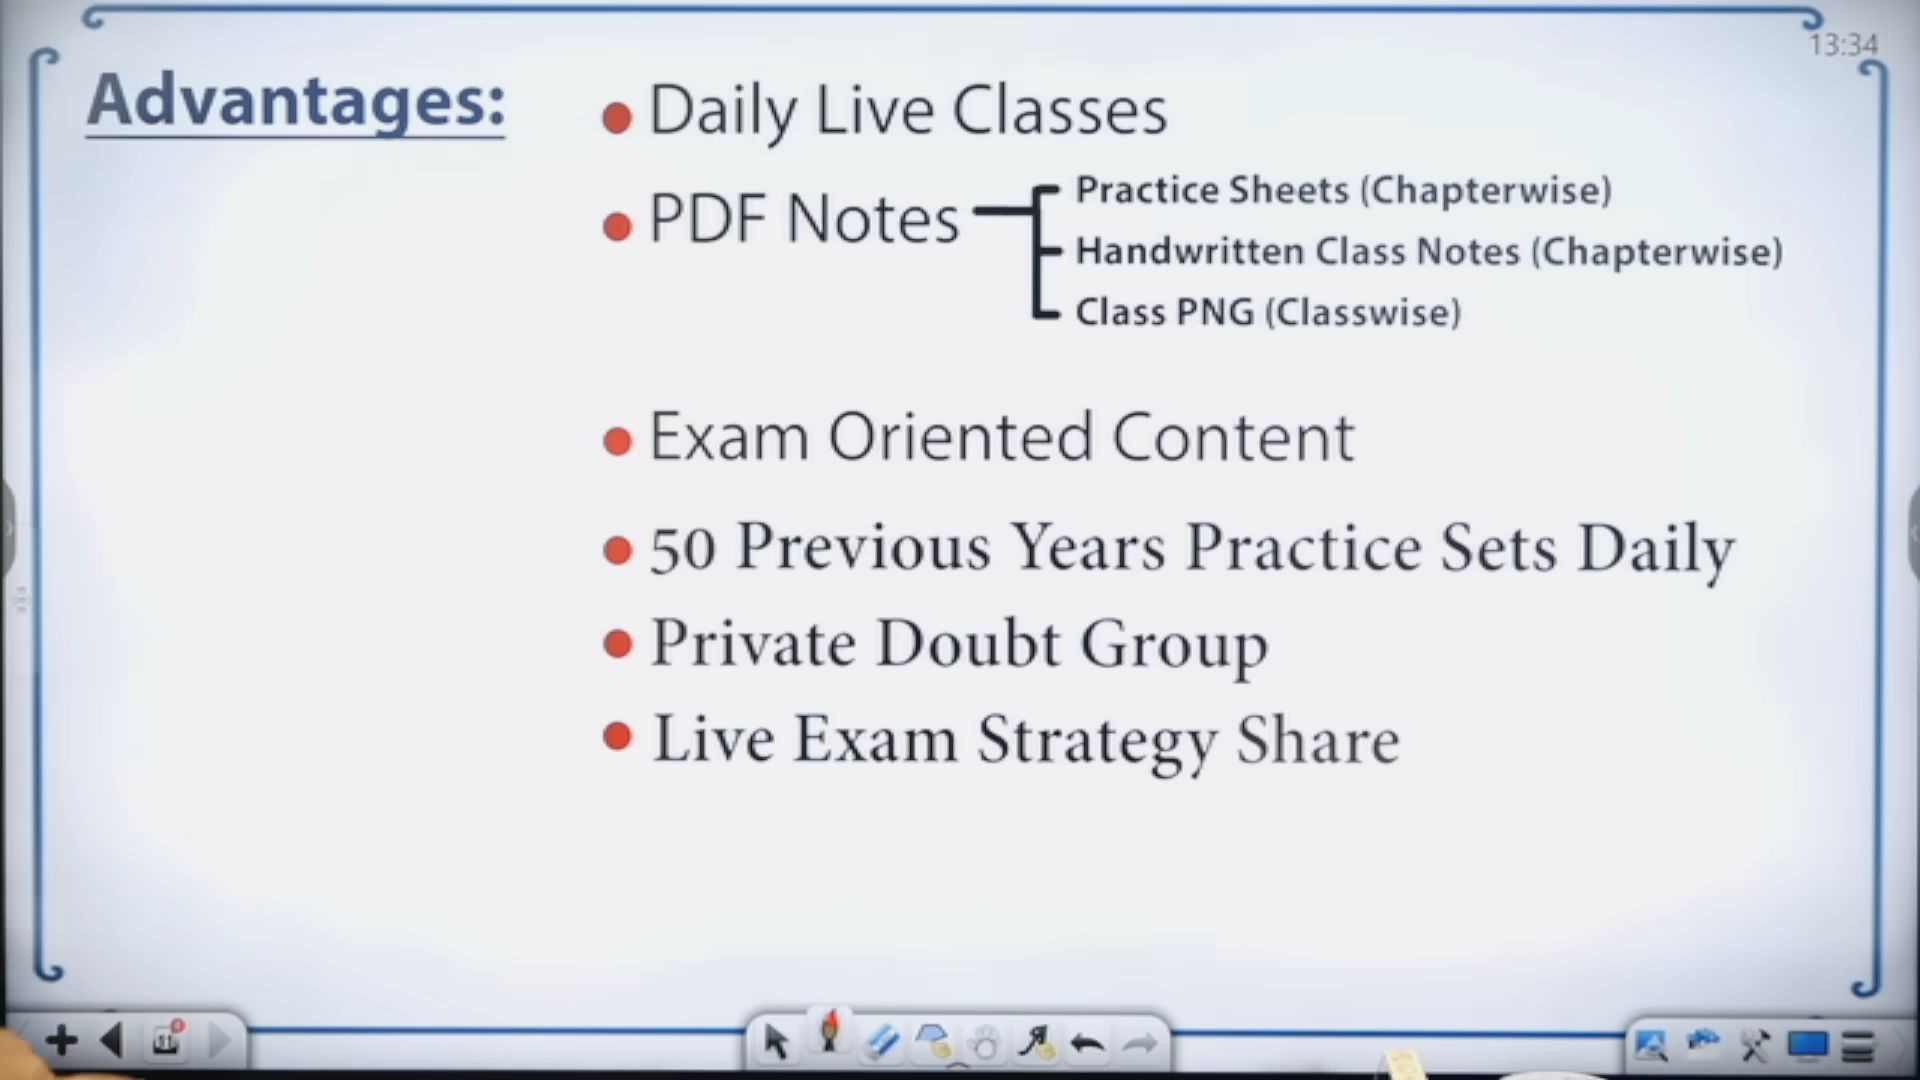 13:34
Advantages:
Daily Live Classes
PDF Notes
Practice Sheets (Chapterwise)
Handwritten Class Notes (Chapterwise)
Class PNG (Classwise)
Exam Oriented Content
50 Previous Years Practice Sets Daily
Private Doubt Group
Live Exam Strategy Share
11